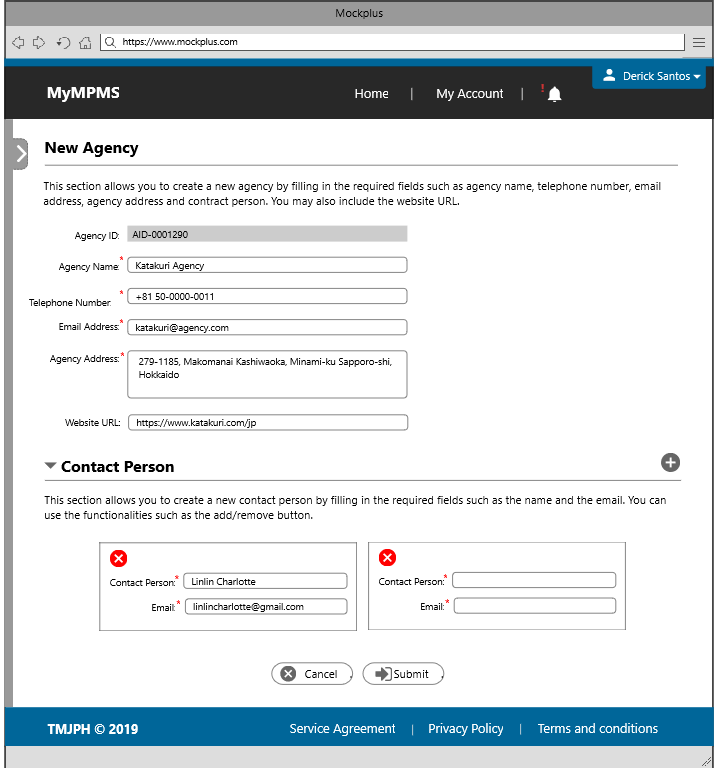 Mockplus
https://www.mockplus.com
Derick Santos
MyMPMS
Home | My Account | !
New Agency
This section allows you to create a new agency by filling in the required fields such as agency name, telephone number, email
address, agency address and contract person. You may also include the website URL.
Agency ID: AID-0001290
Agency Name:* Katakuri Agency
Telephone Number: * +81 50-0000-0011
Email Address:* katakuri@agency.com
Agency Address:* 279-1185, Makomanai Kashiwaoka, Minami-ku Sapporo-shi,
Hokkaido
Website URL: https://www.katakuri.com/jp
Contact Person
This section allows you to create a new contact person by filling in the required fields such as the name and the email. You can
use the functionalities such as the add/remove button.
Contact Person:* Linlin Charlotte
Email:* linlincharlotte@gmail.com
Contact Person:*
Email:*
Cancel
Submit
TMJPH © 2019
Service Agreement | Privacy Policy | Terms and conditions